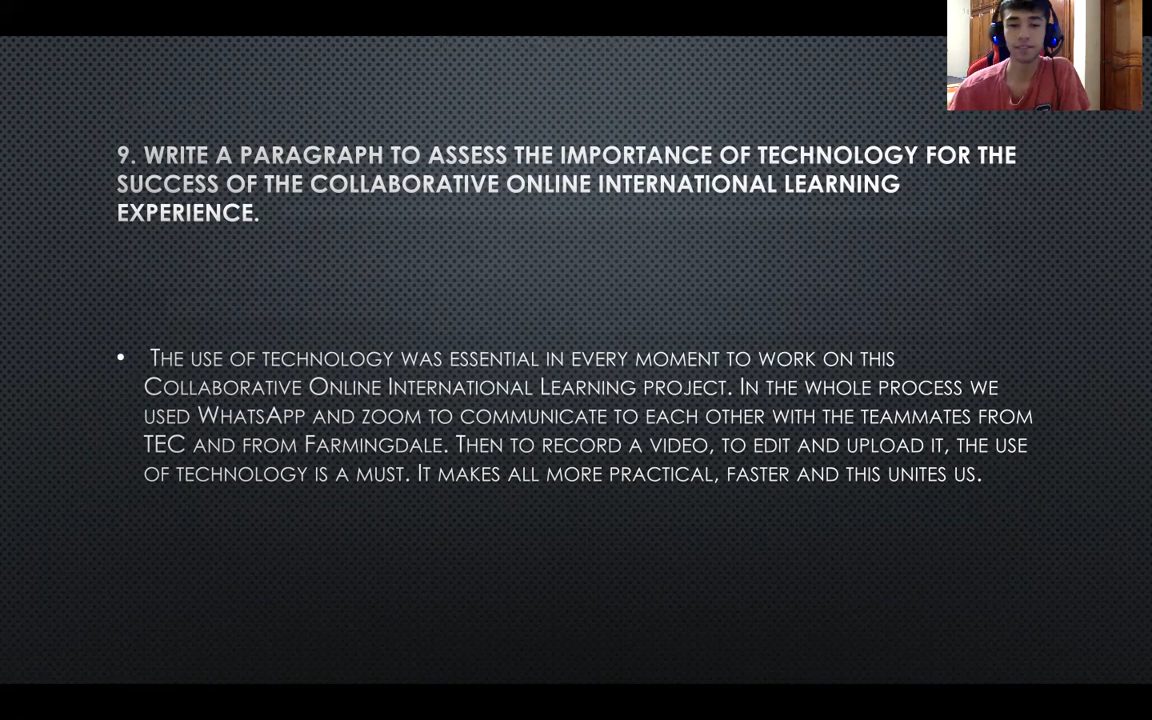 9. WRITE A PARAGRAPH TO ASSESS THE IMPORTANCE OF TECHNOLOGY FOR THE
SUCCESS OF THE COLLABORATIVE ONLINE INTERNATIONAL LEARNING
EXPERIENCE.
• THE USE OF TECHNOLOGY WAS ESSENTIAL IN EVERY MOMENT TO WORK ON THIS
COLLABORATIVE ONLINE INTERNATIONAL LEARNING PROJECT. IN THE WHOLE PROCESS WE
USED WHATSAPP AND ZOOM TO COMMUNICATE TO EACH OTHER WITH THE TEAMMATES FROM
TEC AND FROM FARMINGDALE. THEN TO RECORD A VIDEO, TO EDIT AND UPLOAD IT, THE USE
OF TECHNOLOGY IS A MUST. IT MAKES ALL MORE PRACTICAL, FASTER AND THIS UNITES US.